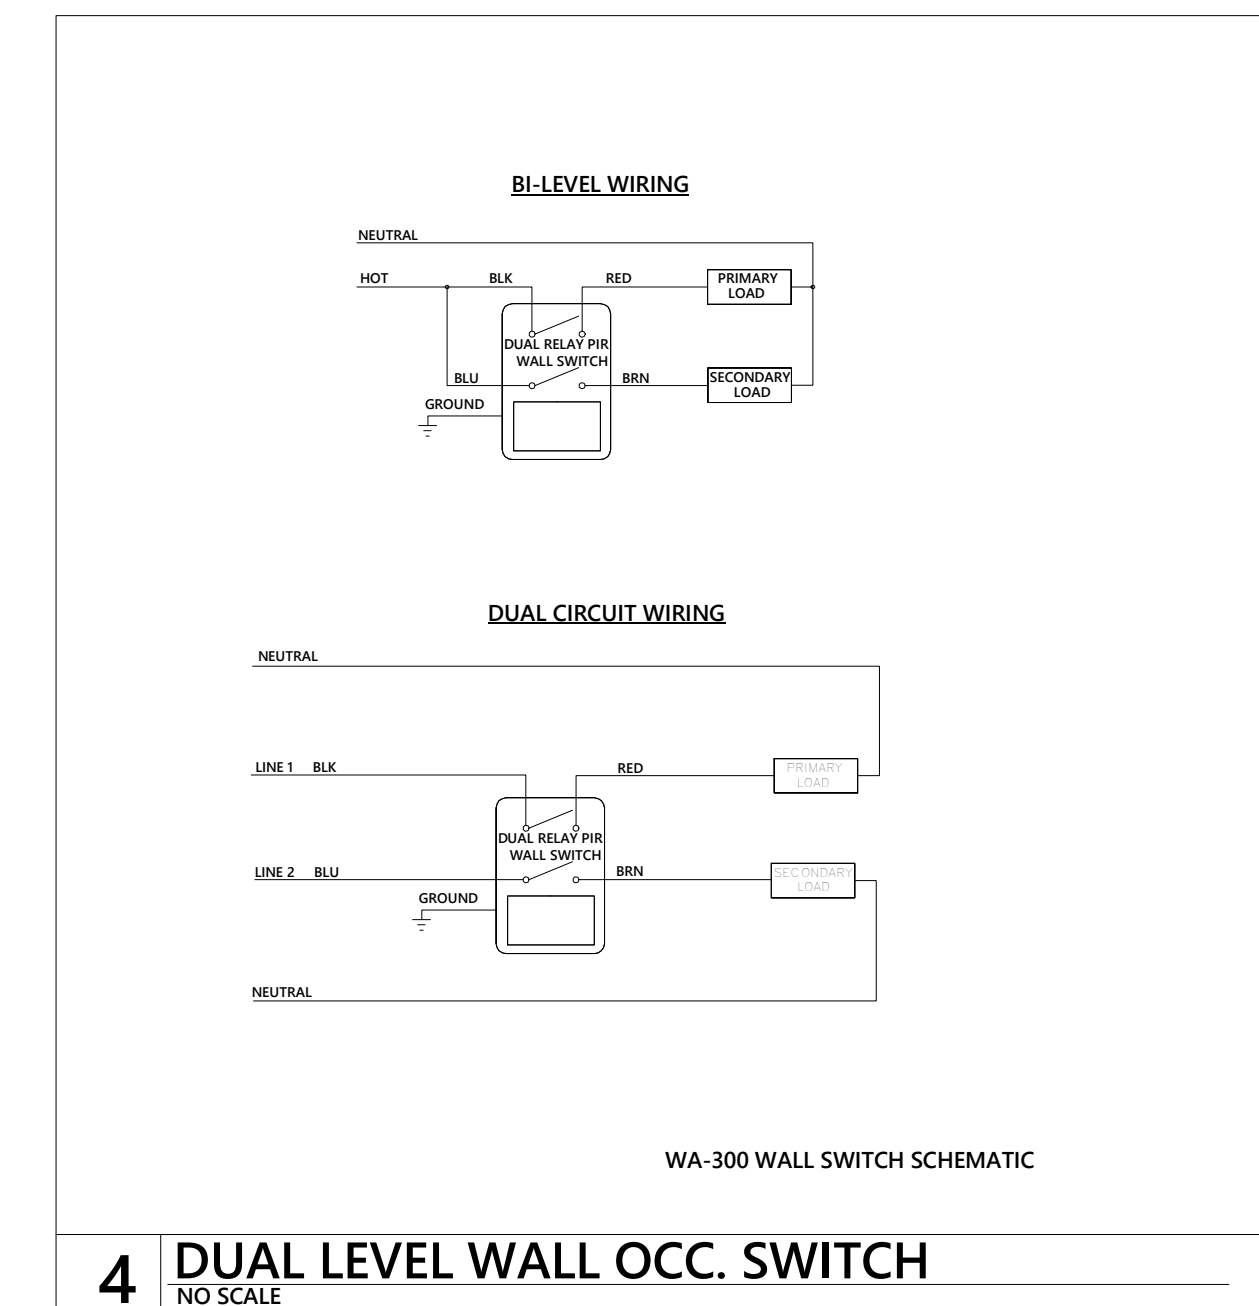 BI-LEVEL WIRING
NEUTRAL
HOT
BLK
RED
PRIMARY
LOAD
DUAL RELAY PIR
WALL SWITCH
BLU
BRN
SECONDARY
LOAD
GROUND
DUAL CIRCUIT WIRING
NEUTRAL
LINE 1 BLK
RED
PRIMARY
LOAD
DUAL RELAY PIR
WALL SWITCH
LINE 2 BLU
BRN
SECONDARY
LOAD
GROUND
NEUTRAL
WA-300 WALL SWITCH SCHEMATIC
4
DUAL LEVEL WALL OCC. SWITCH
NO SCALE